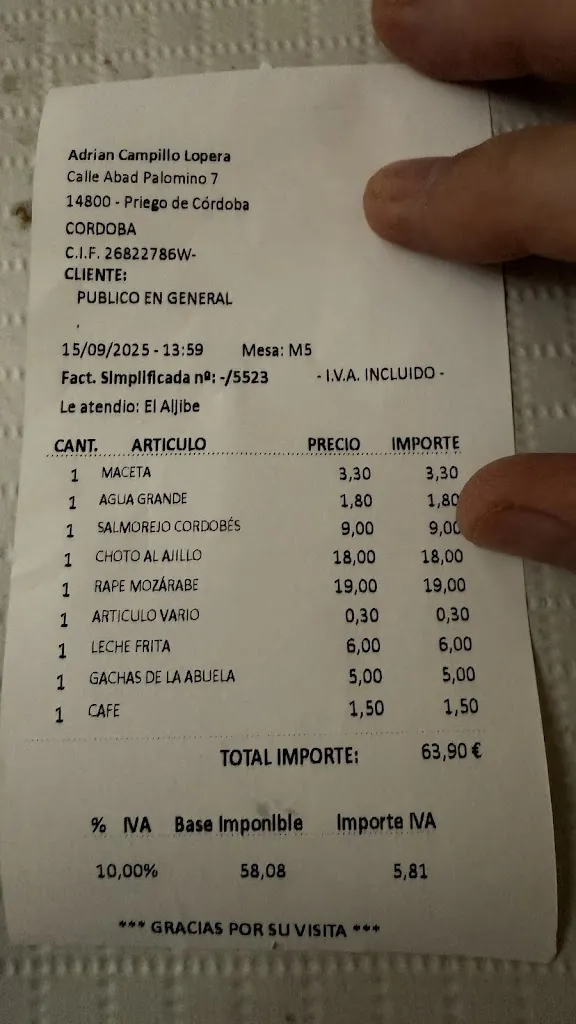 Adrian Campillo Lopera
Calle Abad Palomino 7
14800 - Priego de Córdoba
CORDOBA
C.I.F. 26822786W-
CLIENTE:
PUBLICO EN GENERAL
.
15/09/2025 - 13:59 Mesa: M5
Fact. Simplificada nº: -/5523 - I.V.A. INCLUIDO -
Le atendio: El Aljibe
CANT. ARTICULO PRECIO IMPORTE
1 MACETA 3,30 3,30
1 AGUA GRANDE 1,80 1,80
1 SALMOREJO CORDOBÉS 9,00 9,00
1 CHOTO AL AJILLO 18,00 18,00
1 RAPE MOZÁRABE 19,00 19,00
1 ARTICULO VARIO 0,30 0,30
1 LECHE FRITA 6,00 6,00
1 GACHAS DE LA ABUELA 5,00 5,00
1 CAFE 1,50 1,50
TOTAL IMPORTE: 63,90 €
% IVA Base Imponible Importe IVA
10,00% 58,08 5,81
*** GRACIAS POR SU VISITA ***